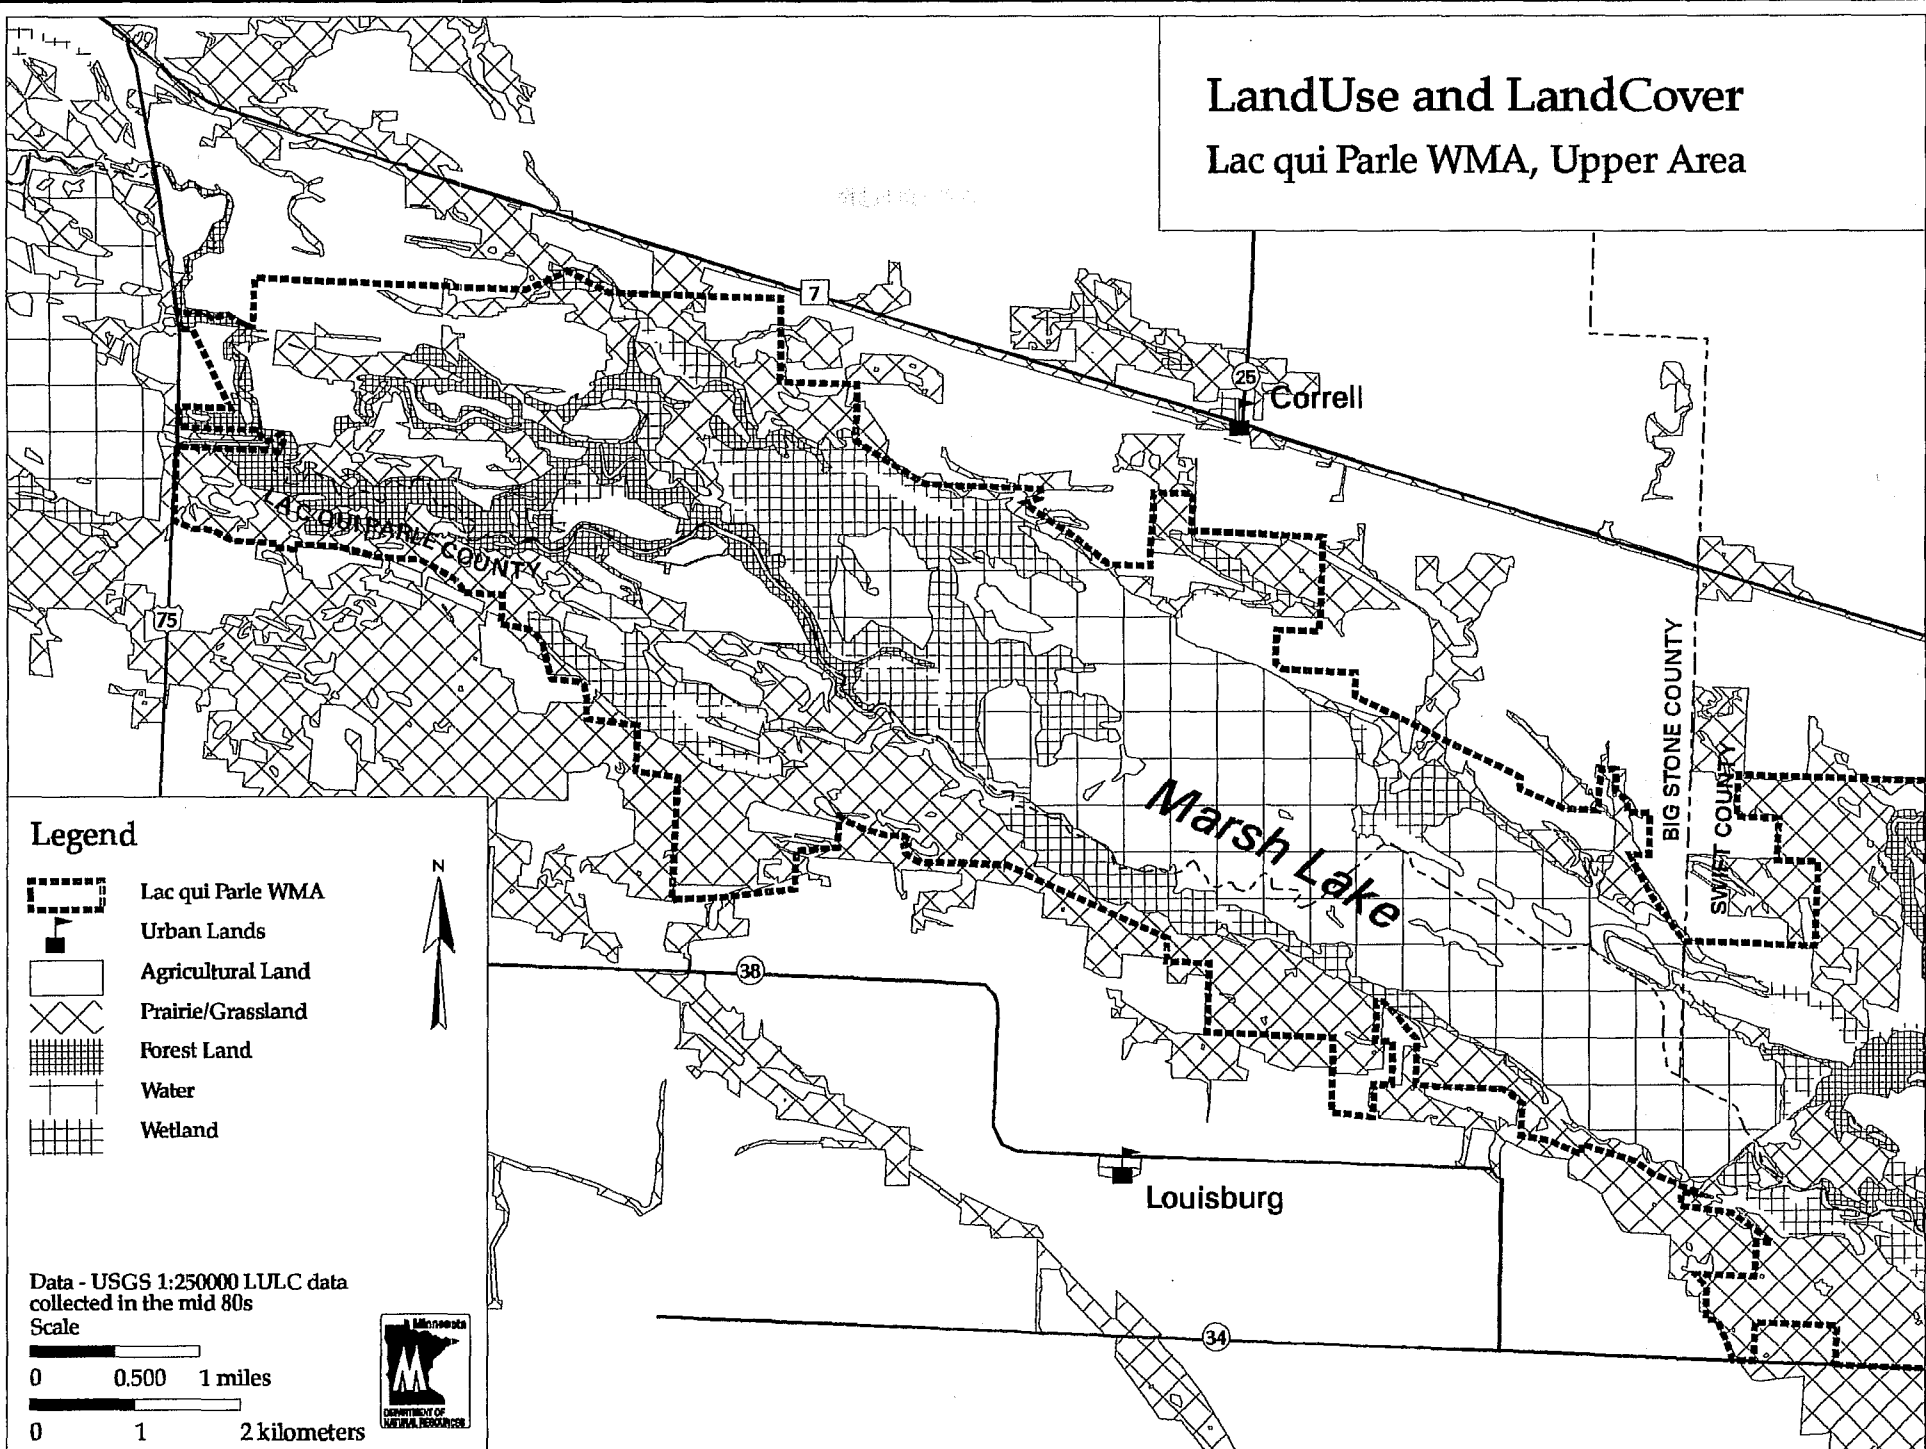 LandUse and LandCover
Lac qui Parle WMA, Upper Area
7
25
Correll
LAC QUI PARLE COUNTY
75
BIG STONE COUNTY
SWIFT COUNTY
Marsh Lake
Legend
N
Lac qui Parle WMA
Urban Lands
Agricultural Land
Prairie/Grassland
Forest Land
Water
Wetland
38
Louisburg
34
Data - USGS 1:250000 LULC data
collected in the mid 80s
Scale
0 0.500 1 miles
0 1 2 kilometers
Minnesota
DEPARTMENT OF
NATURAL RESOURCES